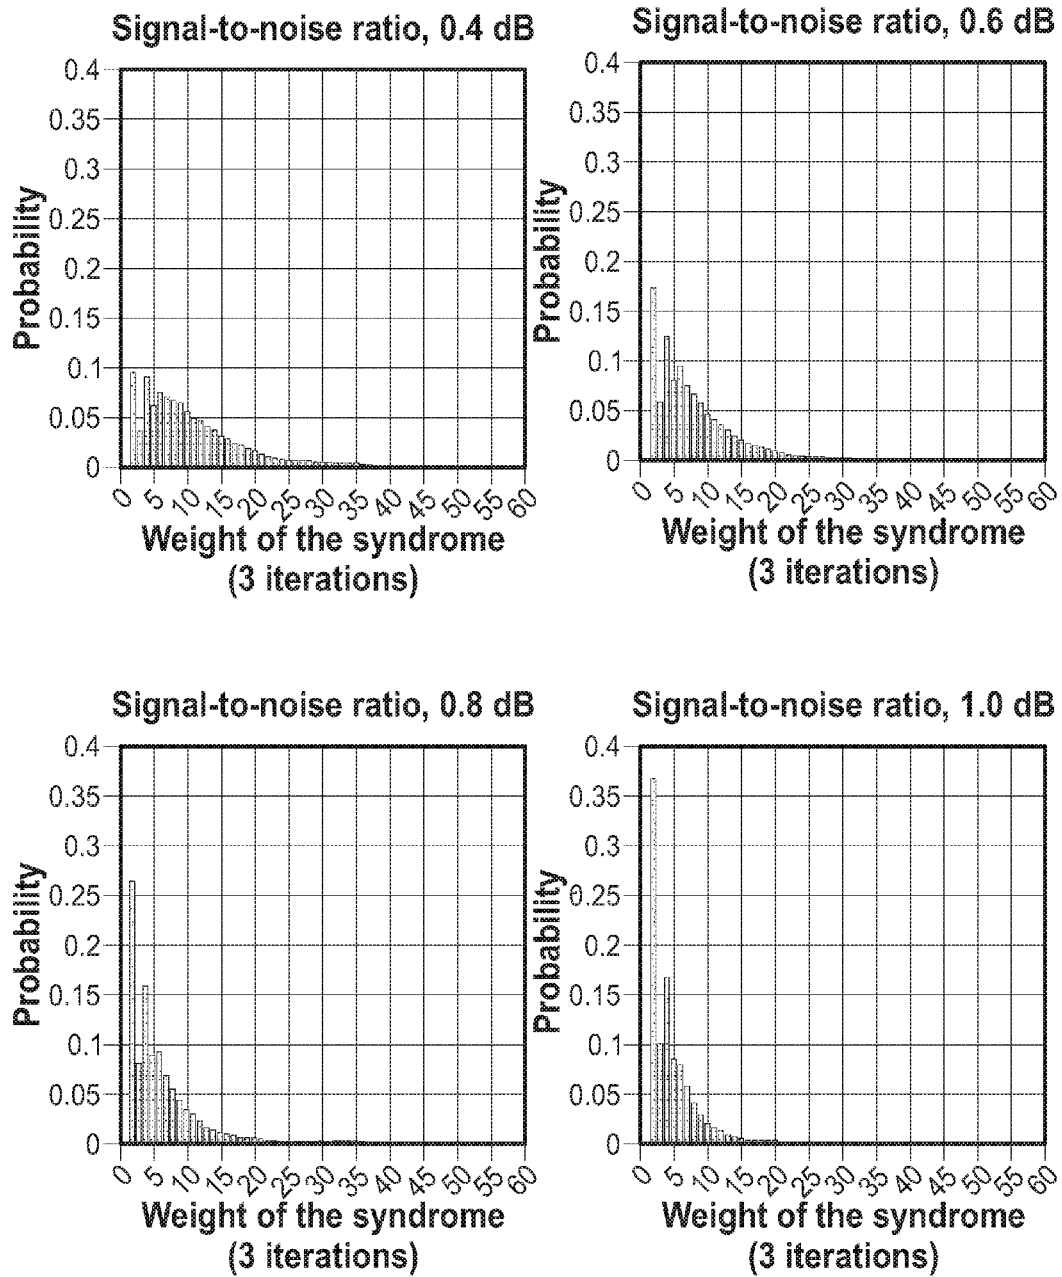 Signal-to-noise ratio, 0.4 dB
0.4
0.35
0.3
0.25
0.2
0.15
0.1
0.05
0
Probability
0 5 10 15 20 25 30 35 40 45 50 55 60
Weight of the syndrome
(3 iterations)
Signal-to-noise ratio, 0.6 dB
0.4
0.35
0.3
0.25
0.2
0.15
0.1
0.05
0
Probability
0 5 10 15 20 25 30 35 40 45 50 55 60
Weight of the syndrome
(3 iterations)
Signal-to-noise ratio, 0.8 dB
0.4
0.35
0.3
0.25
0.2
0.15
0.1
0.05
0
Probability
0 5 10 15 20 25 30 35 40 45 50 55 60
Weight of the syndrome
(3 iterations)
Signal-to-noise ratio, 1.0 dB
0.4
0.35
0.3
0.25
0.2
0.15
0.1
0.05
0
Probability
0 5 10 15 20 25 30 35 40 45 50 55 60
Weight of the syndrome
(3 iterations)